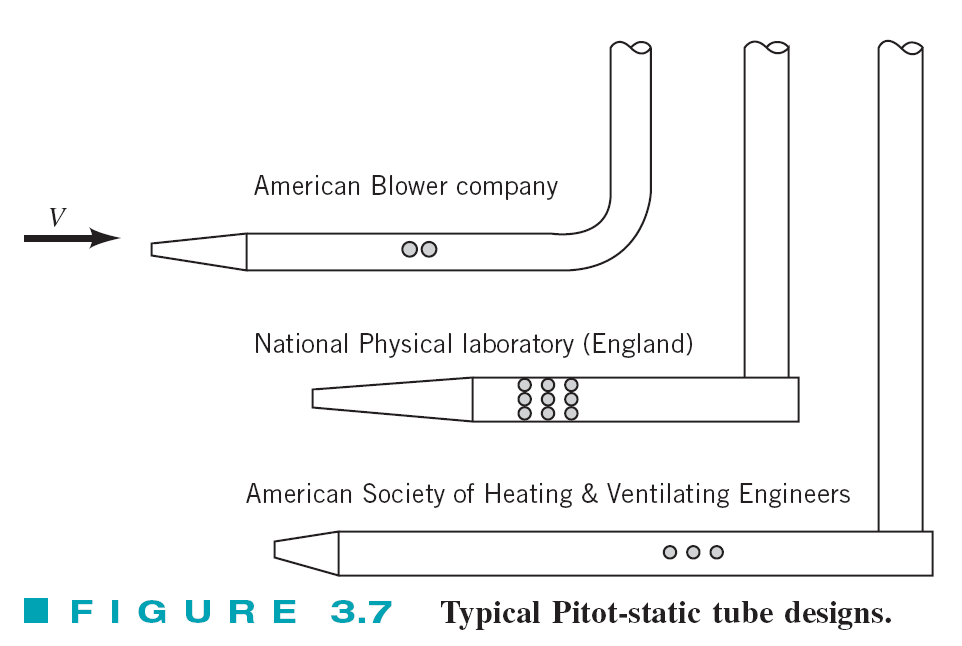 American Blower company
V
National Physical laboratory (England)
American Society of Heating & Ventilating Engineers
FIGURE 3.7 Typical Pitot-static tube designs.